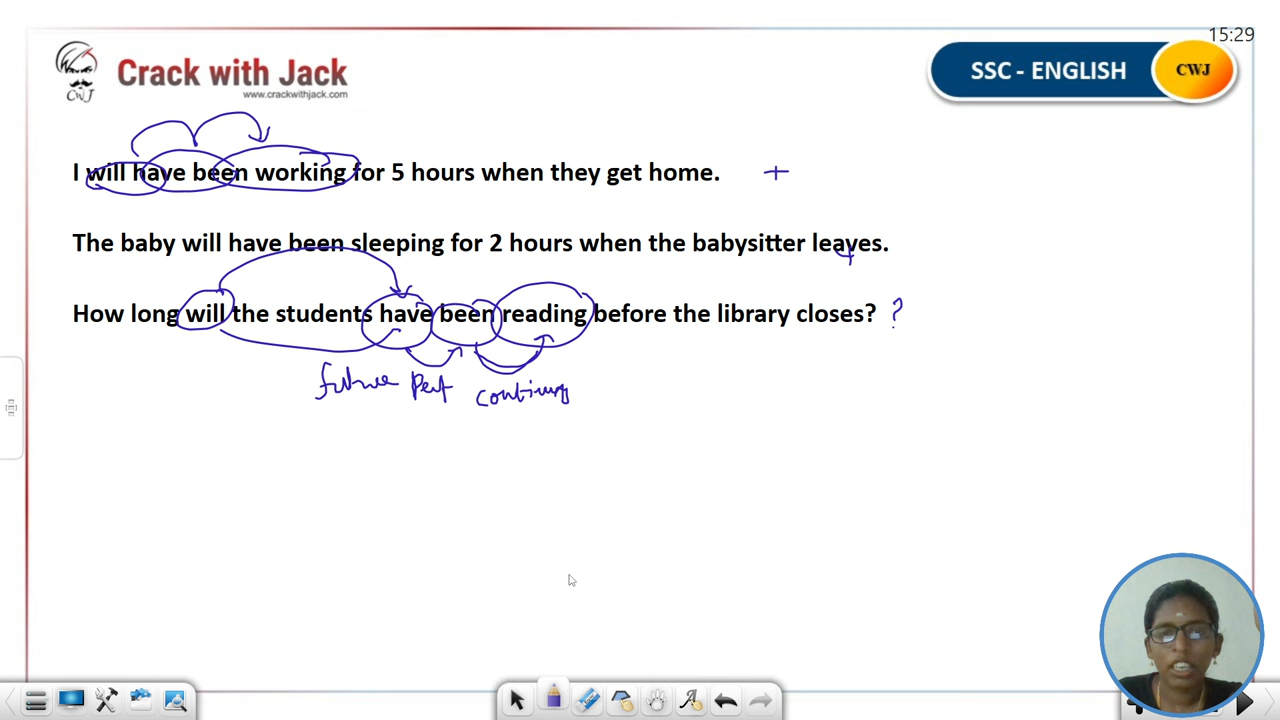 15:29
Crack with Jack
www.crackwithjack.com
CWJ
SSC - ENGLISH
CWJ
I will have been working for 5 hours when they get home. +
The baby will have been sleeping for 2 hours when the babysitter leaves. +
How long will the students have been reading before the library closes? ?
future